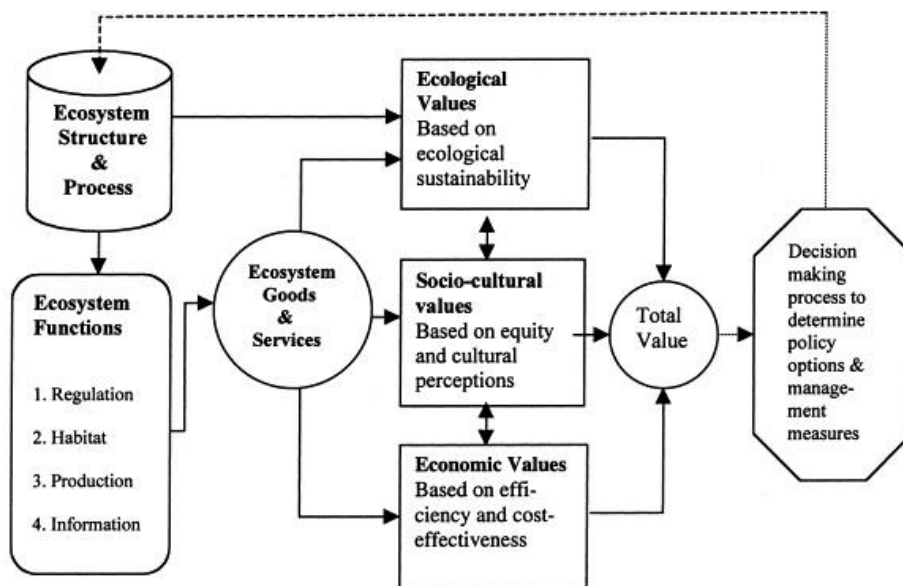 Ecosystem
Structure
&
Process
Ecosystem
Functions
1. Regulation
2. Habitat
3. Production
4. Information
Ecosystem
Goods
&
Services
Ecological
Values
Based on
ecological
sustainability
Socio-cultural
values
Based on equity
and cultural
perceptions
Economic Values
Based on effi-
ciency and cost-
effectiveness
Total
Value
Decision
making
process to
determine
policy
options &
manage-
ment
measures